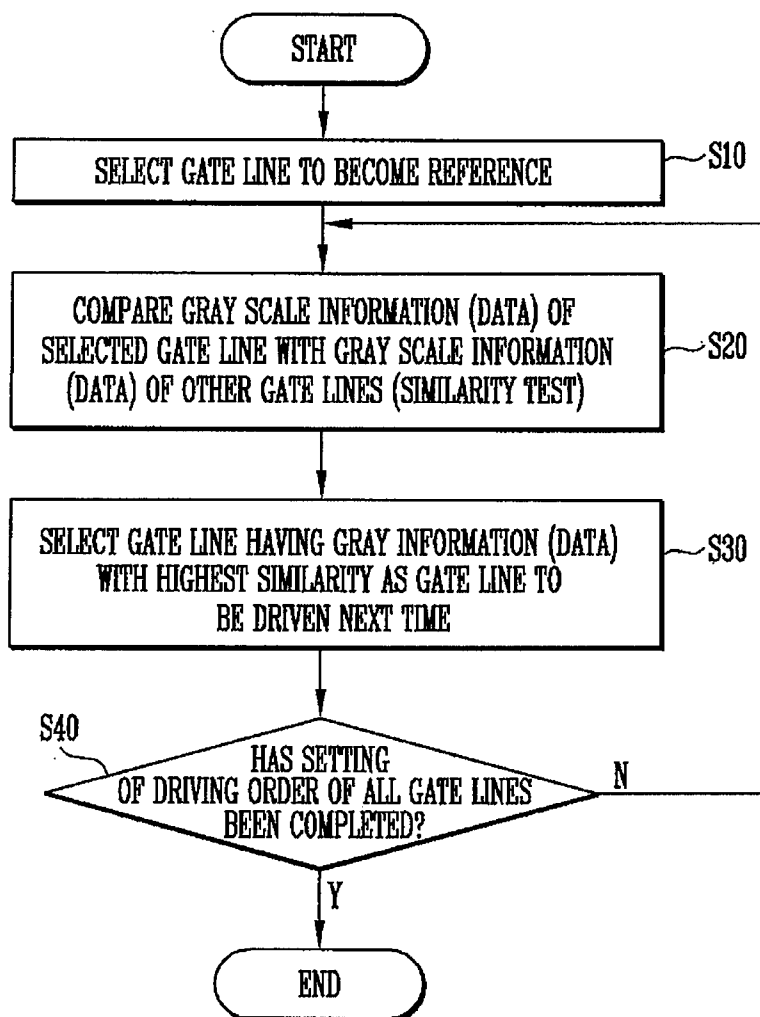 START
SELECT GATE LINE TO BECOME REFERENCE
S10
COMPARE GRAY SCALE INFORMATION (DATA) OF
SELECTED GATE LINE WITH GRAY SCALE INFORMATION
(DATA) OF OTHER GATE LINES (SIMILARITY TEST)
S20
SELECT GATE LINE HAVING GRAY INFORMATION (DATA)
WITH HIGHEST SIMILARITY AS GATE LINE TO
BE DRIVEN NEXT TIME
S30
S40
HAS SETTING
OF DRIVING ORDER OF ALL GATE LINES
BEEN COMPLETED?
N
Y
END